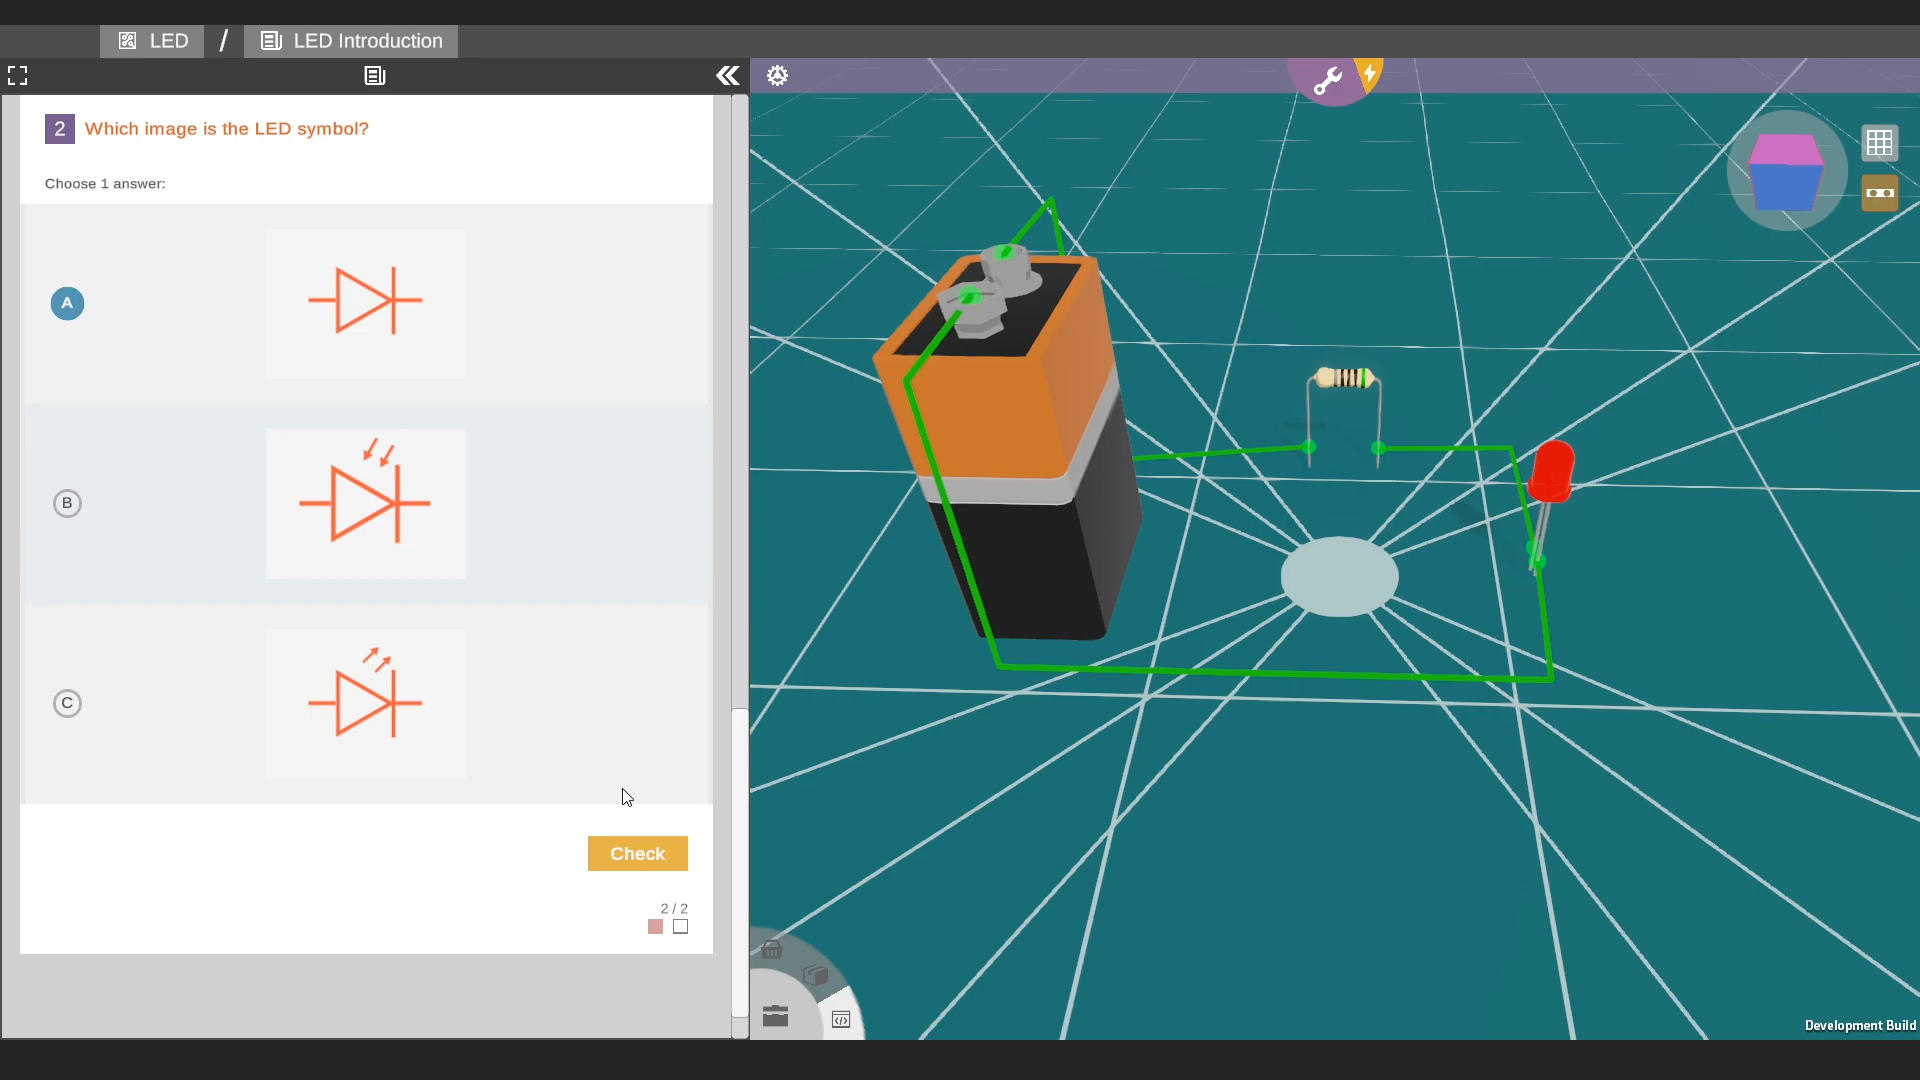 LED / LED Introduction
2 Which image is the LED symbol?
Choose 1 answer:
A
B
C
Check
2 / 2
Development Build